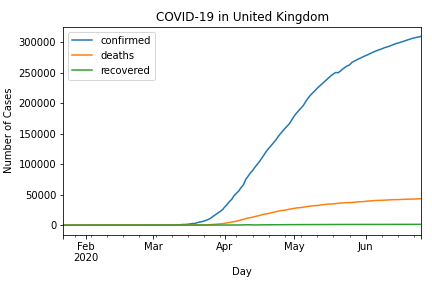 COVID-19 in United Kingdom
confirmed
deaths
recovered
Number of Cases
300000
250000
200000
150000
100000
50000
0
Feb
2020
Mar
Apr
May
Jun
Day